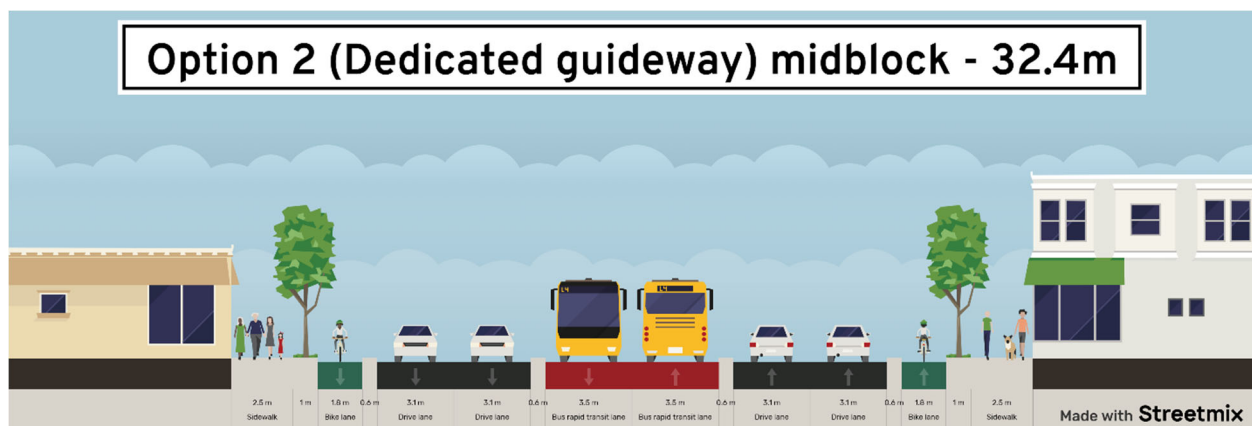 Option 2 (Dedicated guideway) midblock - 32.4m
L4
L4
2.5 m
Sidewalk
1 m
1.8 m
Bike lane
0.6 m
3.1 m
Drive lane
3.1 m
Drive lane
0.6 m
3.5 m
Bus rapid transit lane
3.5 m
Bus rapid transit lane
0.6 m
3.1 m
Drive lane
3.1 m
Drive lane
0.6 m
1.8 m
Bike lane
1 m
2.5 m
Sidewalk
Made with Streetmix